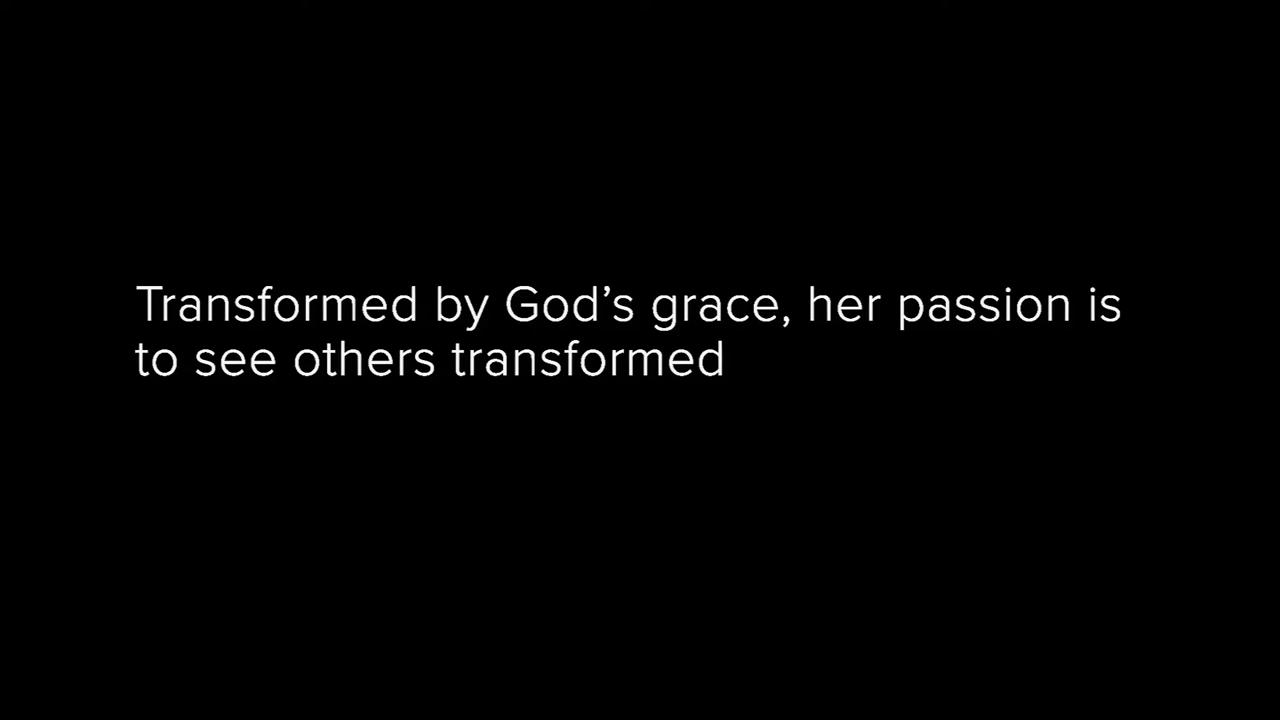 Transformed by God’s grace, her passion is
to see others transformed